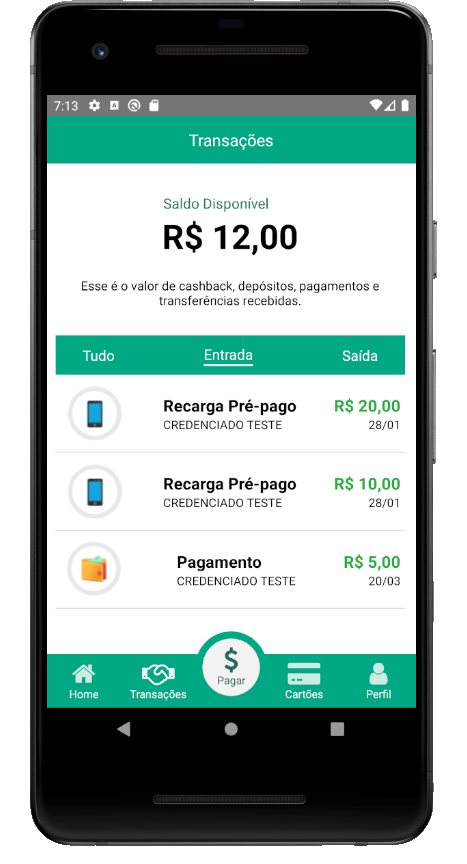 7:13
Transações
Saldo Disponível
R$ 12,00
Esse é o valor de cashback, depósitos, pagamentos e
transferências recebidas.
Tudo Entrada Saída
Recarga Pré-pago R$ 20,00
CREDENCIADO TESTE 28/01
Recarga Pré-pago R$ 10,00
CREDENCIADO TESTE 28/01
Pagamento R$ 5,00
CREDENCIADO TESTE 20/03
$
Home Transações Pagar Cartões Perfil